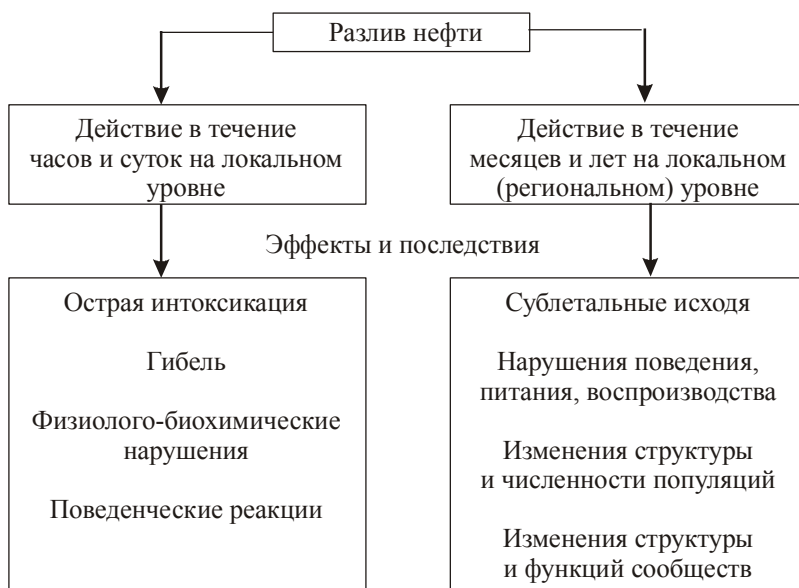 Разлив нефти
Действие в течение
часов и суток на локальном
уровне
Действие в течение
месяцев и лет на локальном
(региональном) уровне
Эффекты и последствия
Острая интоксикация
Гибель
Физиолого-биохимические
нарушения
Поведенческие реакции
Сублетальные исходя
Нарушения поведения,
питания, воспроизводства
Изменения структуры
и численности популяций
Изменения структуры
и функций сообществ